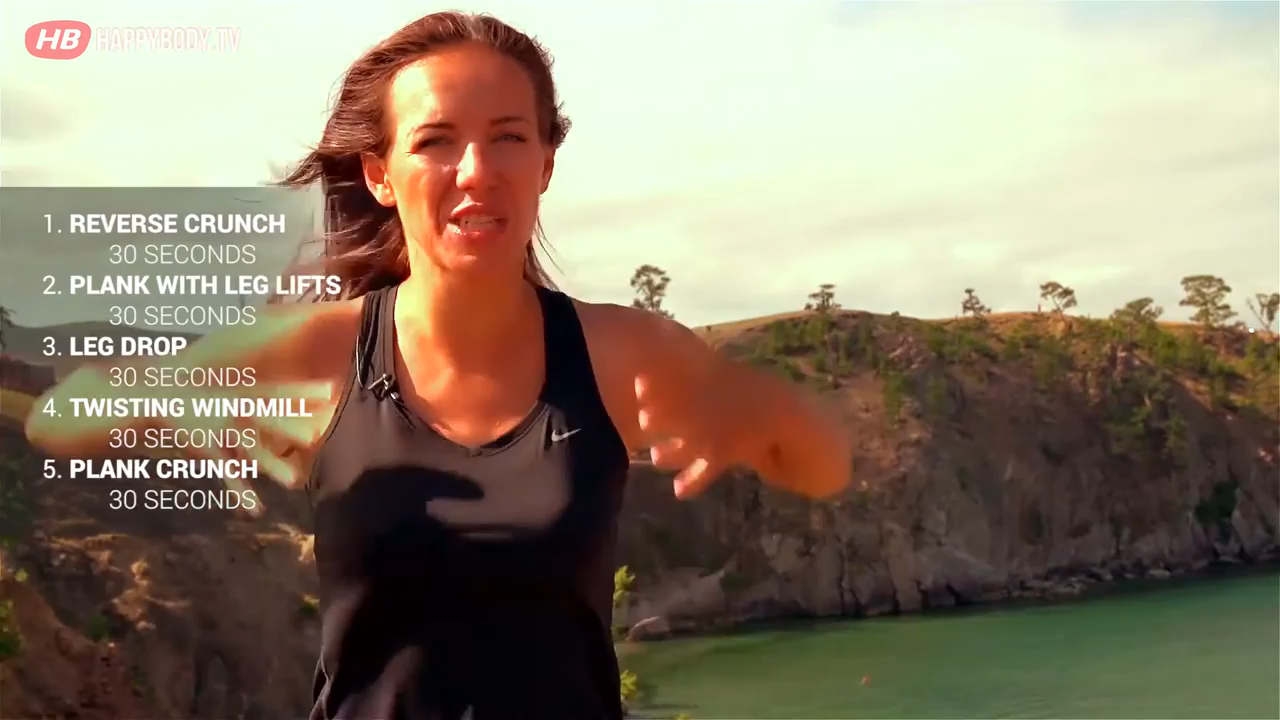 HB HAPPYBODY.TV
1. REVERSE CRUNCH
30 SECONDS
2. PLANK WITH LEG LIFTS
30 SECONDS
3. LEG DROP
30 SECONDS
4. TWISTING WINDMILL
30 SECONDS
5. PLANK CRUNCH
30 SECONDS